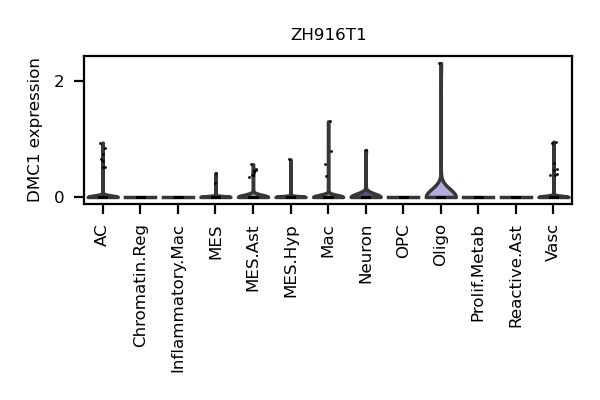 ZH916T1
DMC1 expression
2
0
AC
Chromatin.Reg
Inflammatory.Mac
MES
MES.Ast
MES.Hyp
Mac
Neuron
OPC
Oligo
Prolif.Metab
Reactive.Ast
Vasc